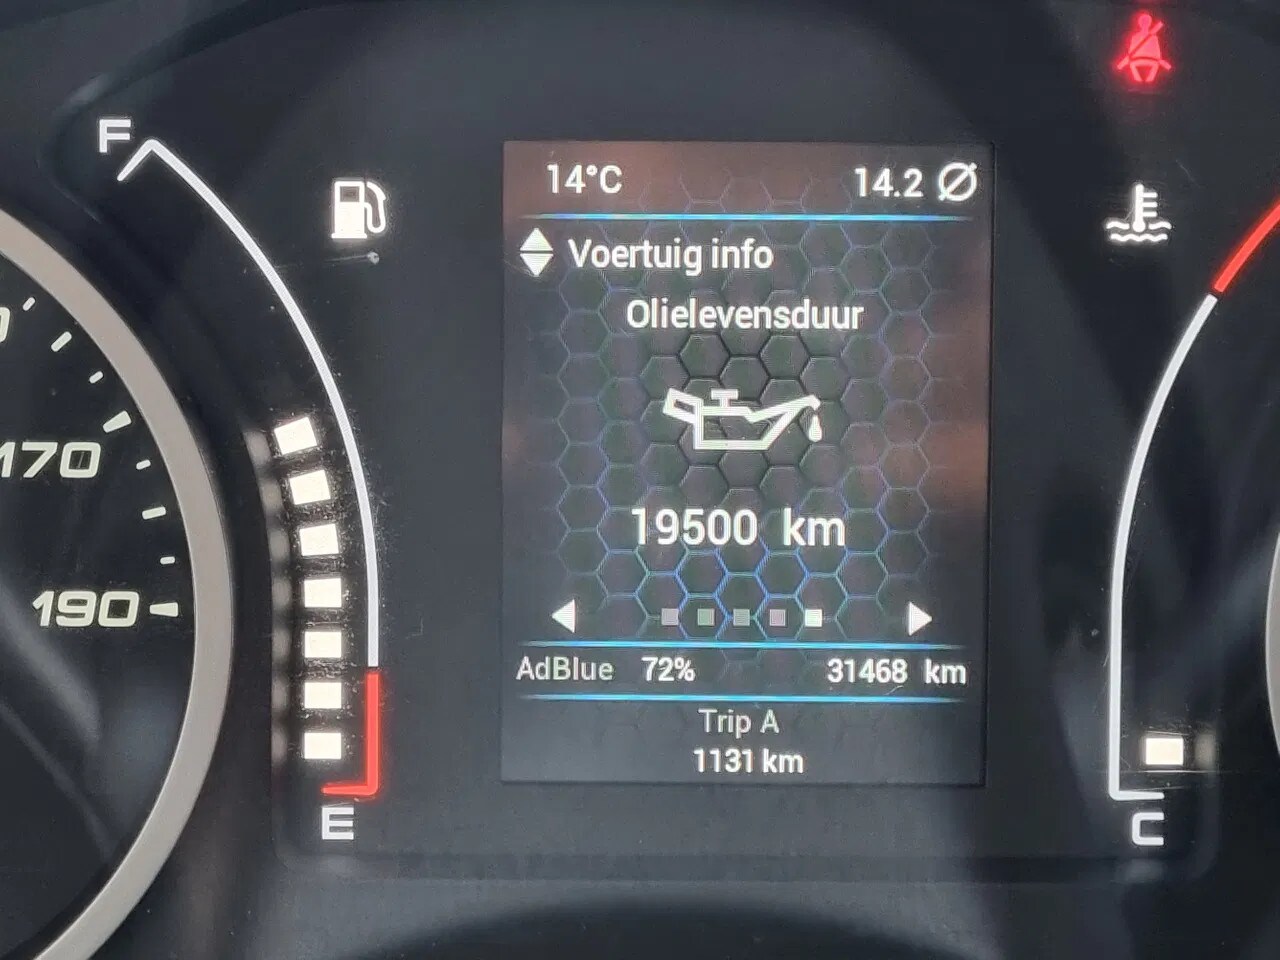 F
14°C 14.2 Ø
Voertuig info
Olielevensduur
170
19500 km
190
AdBlue 72% 31468 km
Trip A
1131 km
E
C